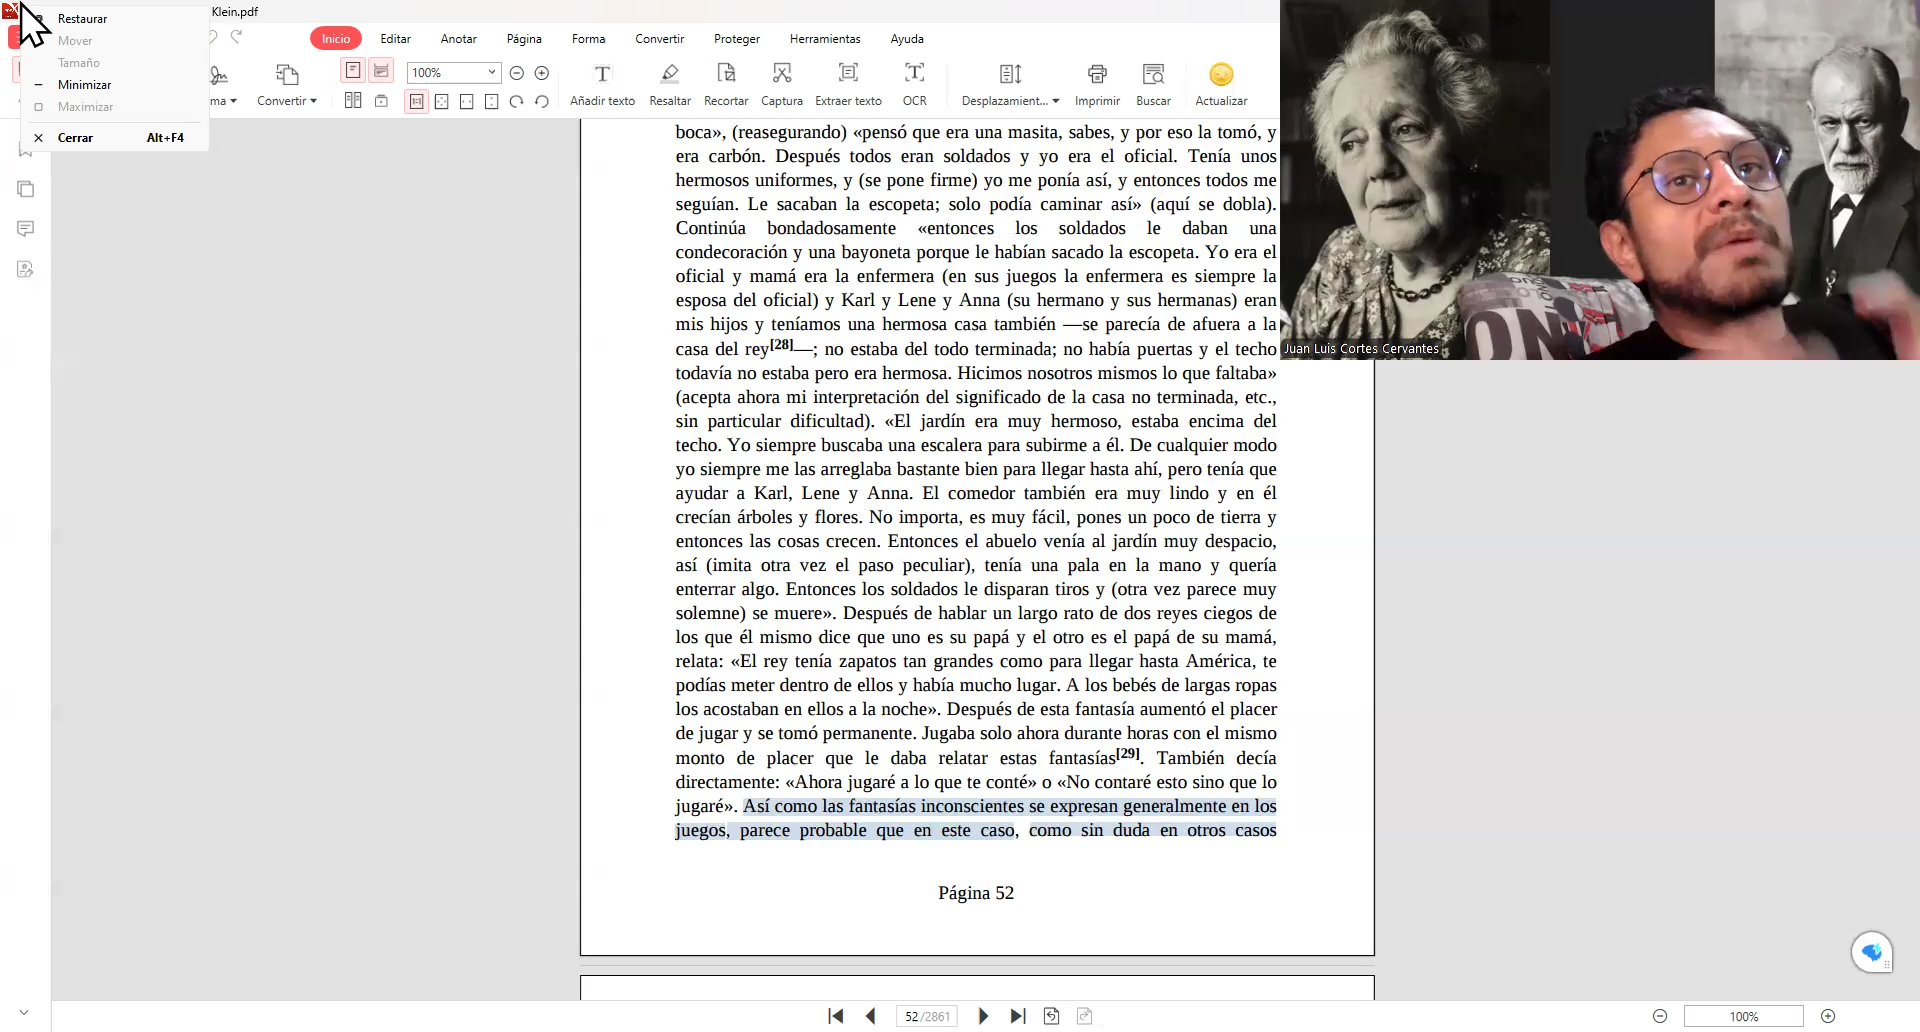 Klein.pdf
Restaurar
Mover
Tamaño
Minimizar
Maximizar
Cerrar Alt+F4
Inicio Editar Anotar Página Forma Convertir Proteger Herramientas Ayuda
100%
Convertir Añadir texto Resaltar Recortar Captura Extraer texto OCR Desplazamient... Imprimir Buscar Actualizar
boca», (reasegurando) «pensó que era una masita, sabes, y por eso la tomó, y
era carbón. Después todos eran soldados y yo era el oficial. Tenía unos
hermosos uniformes, y (se pone firme) yo me ponía así, y entonces todos me
seguían. Le sacaban la escopeta; solo podía caminar así» (aquí se dobla).
Continúa bondadosamente «entonces los soldados le daban una
condecoración y una bayoneta porque le habían sacado la escopeta. Yo era el
oficial y mamá era la enfermera (en sus juegos la enfermera es siempre la
esposa del oficial) y Karl y Lene y Anna (su hermano y sus hermanas) eran
mis hijos y teníamos una hermosa casa también —se parecía de afuera a la
casa del rey[28]—; no estaba del todo terminada; no había puertas y el techo
todavía no estaba pero era hermosa. Hicimos nosotros mismos lo que faltaba»
(acepta ahora mi interpretación del significado de la casa no terminada, etc.,
sin particular dificultad). «El jardín era muy hermoso, estaba encima del
techo. Yo siempre buscaba una escalera para subirme a él. De cualquier modo
yo siempre me las arreglaba bastante bien para llegar hasta ahí, pero tenía que
ayudar a Karl, Lene y Anna. El comedor también era muy lindo y en él
crecían árboles y flores. No importa, es muy fácil, pones un poco de tierra y
entonces las cosas crecen. Entonces el abuelo venía al jardín muy despacio,
así (imita otra vez el paso peculiar), tenía una pala en la mano y quería
enterrar algo. Entonces los soldados le disparan tiros y (otra vez parece muy
solemne) se muere». Después de hablar un largo rato de dos reyes ciegos de
los que él mismo dice que uno es su papá y el otro es el papá de su mamá,
relata: «El rey tenía zapatos tan grandes como para llegar hasta América, te
podías meter dentro de ellos y había mucho lugar. A los bebés de largas ropas
los acostaban en ellos a la noche». Después de esta fantasía aumentó el placer
de jugar y se tomó permanente. Jugaba solo ahora durante horas con el mismo
monto de placer que le daba relatar estas fantasías[29]. También decía
directamente: «Ahora jugaré a lo que te conté» o «No contaré esto sino que lo
jugaré». Así como las fantasías inconscientes se expresan generalmente en los
juegos, parece probable que en este caso, como sin duda en otros casos
Página 52
Juan Luis Cortes Cervantes
52 /2861
100%